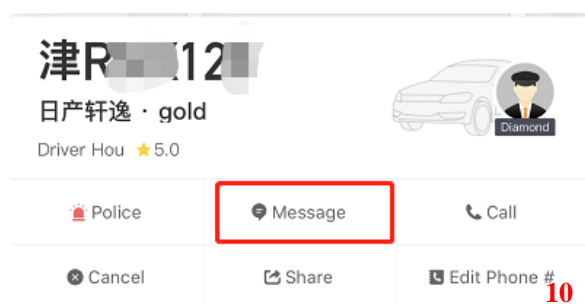 津R 12
日产轩逸 · gold
Diamond
Driver Hou ★5.0
Police
Message
Call
Cancel
Share
Edit Phone #
10